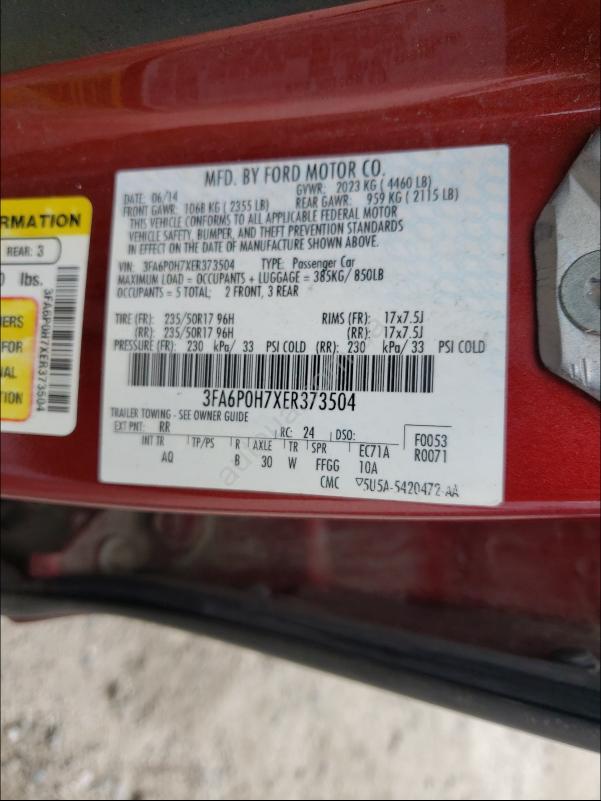 MFD. BY FORD MOTOR CO.
DATE: 06/14 GVWR: 2023 KG ( 4460 LB)
FRONT GAWR: 1068 KG ( 2355 LB) REAR GAWR: 959 KG ( 2115 LB)
THIS VEHICLE CONFORMS TO ALL APPLICABLE FEDERAL MOTOR
VEHICLE SAFETY, BUMPER, AND THEFT PREVENTION STANDARDS
IN EFFECT ON THE DATE OF MANUFACTURE SHOWN ABOVE.
VIN: 3FA6P0H7XER373504 TYPE: Passenger Car
MAXIMUM LOAD = OCCUPANTS + LUGGAGE = 385KG/ 850LB
OCCUPANTS = 5 TOTAL; 2 FRONT, 3 REAR
TIRE (FR): 235/50R17 96H RIMS (FR): 17x7.5J
(RR): 235/50R17 96H (RR): 17x7.5J
PRESSURE (FR): 230 kPa/ 33 PSI COLD (RR): 230 kPa/ 33 PSI COLD
3FA6P0H7XER373504
TRAILER TOWING - SEE OWNER GUIDE
EXT PNT: RR RC: 24 DSO: F0053
INT TR TP/PS R AXLE TR SPR EC71A R0071
AQ B 30 W FFGG 10A
CMC 5U5A-5420472-AA
ORMATION
REAR: 3
0 lbs.
ERS
FOR
NAL
TION
3FA6P0H7XER373504